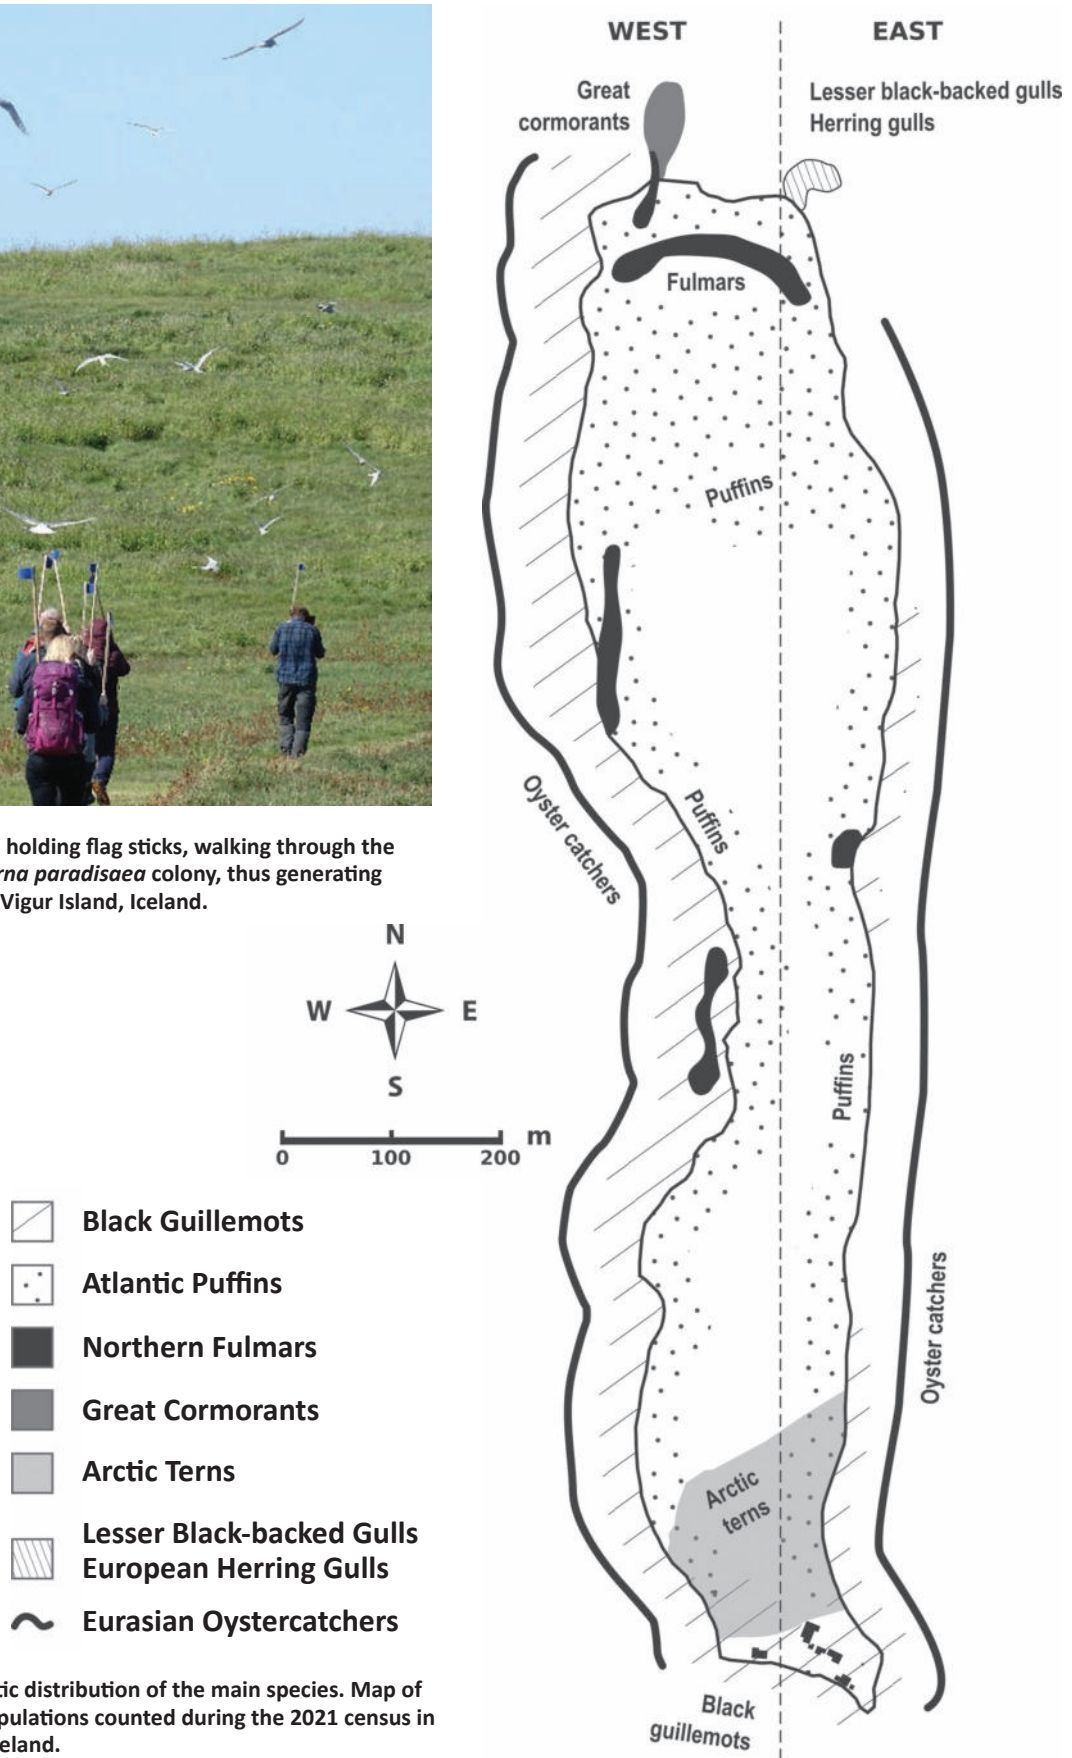 holding flag sticks, walking through the
rna paradisaea colony, thus generating
Vigur Island, Iceland.
N
W E
S
m
0 100 200
Black Guillemots
Atlantic Puffins
Northern Fulmars
Great Cormorants
Arctic Terns
Lesser Black-backed Gulls
European Herring Gulls
Eurasian Oystercatchers
tic distribution of the main species. Map of
pulations counted during the 2021 census in
eland.
WEST EAST
Great
cormorants
Lesser black-backed gulls
Herring gulls
Fulmars
Puffins
Puffins
Oyster catchers
Puffins
Oyster catchers
Arctic
terns
Black
guillemots